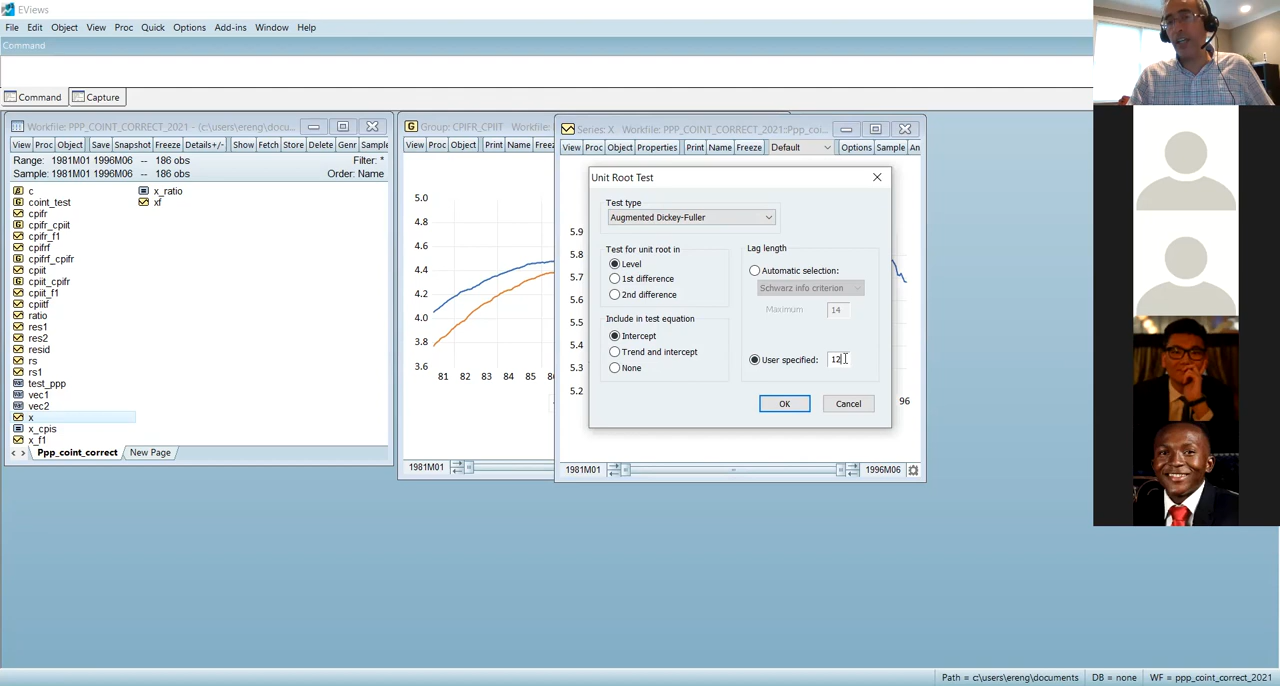 EViews
File Edit Object View Proc Quick Options Add-ins Window Help
Command
Command Capture
Workfile: PPP_COINT_CORRECT_2021 - (c:\users\ereng\docu...
View Proc Object Save Snapshot Freeze Details+/- Show Fetch Store Delete Genr Sample
Range: 1981M01 1996M06 -- 186 obs Filter: *
Sample: 1981M01 1996M06 -- 186 obs Order: Name
c
coint_test
cpifr
cpifr_cpiit
cpifr_f1
cpifrf
cpifrf_cpifr
cpiit
cpiit_cpifr
cpiit_f1
cpiitf
ratio
res1
res2
resid
rs
rs1
test_ppp
vec1
vec2
x
x_cpis
x_f1
x_ratio
xf
Ppp_coint_correct New Page
Group: CPIFR_CPIIT Workfile:
View Proc Object Print Name Freez
5.0
4.8
4.6
4.4
4.2
4.0
3.8
3.6
81 82 83 84 85 86
1981M01
Series: X Workfile: PPP_COINT_CORRECT_2021::Ppp_coi...
View Proc Object Properties Print Name Freeze Default Options Sample
5.9
5.8
5.7
5.6
5.5
5.4
5.3
5.2
96
1981M01 1996M06
Unit Root Test
Test type
Augmented Dickey-Fuller
Test for unit root in
Level
1st difference
2nd difference
Include in test equation
Intercept
Trend and intercept
None
Lag length
Automatic selection:
Schwarz info criterion
Maximum 14
User specified: 12
OK Cancel
Path = c:\users\ereng\documents DB = none WF = ppp_coint_correct_2021